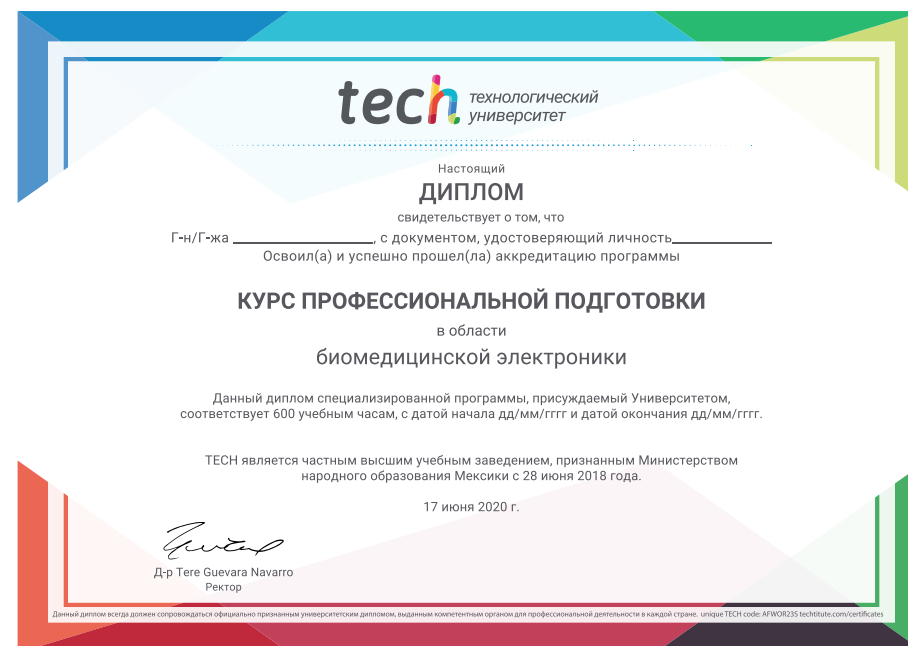 tech технологический
университет
Настоящий
ДИПЛОМ
свидетельствует о том, что
Г-н/Г-жа ____________, с документом, удостоверяющий личность____________
Освоил(а) и успешно прошел(ла) аккредитацию программы
КУРС ПРОФЕССИОНАЛЬНОЙ ПОДГОТОВКИ
в области
биомедицинской электроники
Данный диплом специализированной программы, присуждаемый Университетом,
соответствует 600 учебным часам, с датой начала дд/мм/гггг и датой окончания дд/мм/гггг.
TECH является частным высшим учебным заведением, признанным Министерством
народного образования Мексики с 28 июня 2018 года.
17 июня 2020 г.
Д-р Tere Guevara Navarro
Ректор
Данный диплом всегда должен сопровождаться официально признанным университетским дипломом, выданным компетентным органом для профессиональной деятельности в каждой стране. unique TECH code: AFWOR23S techtitute.com/certificates